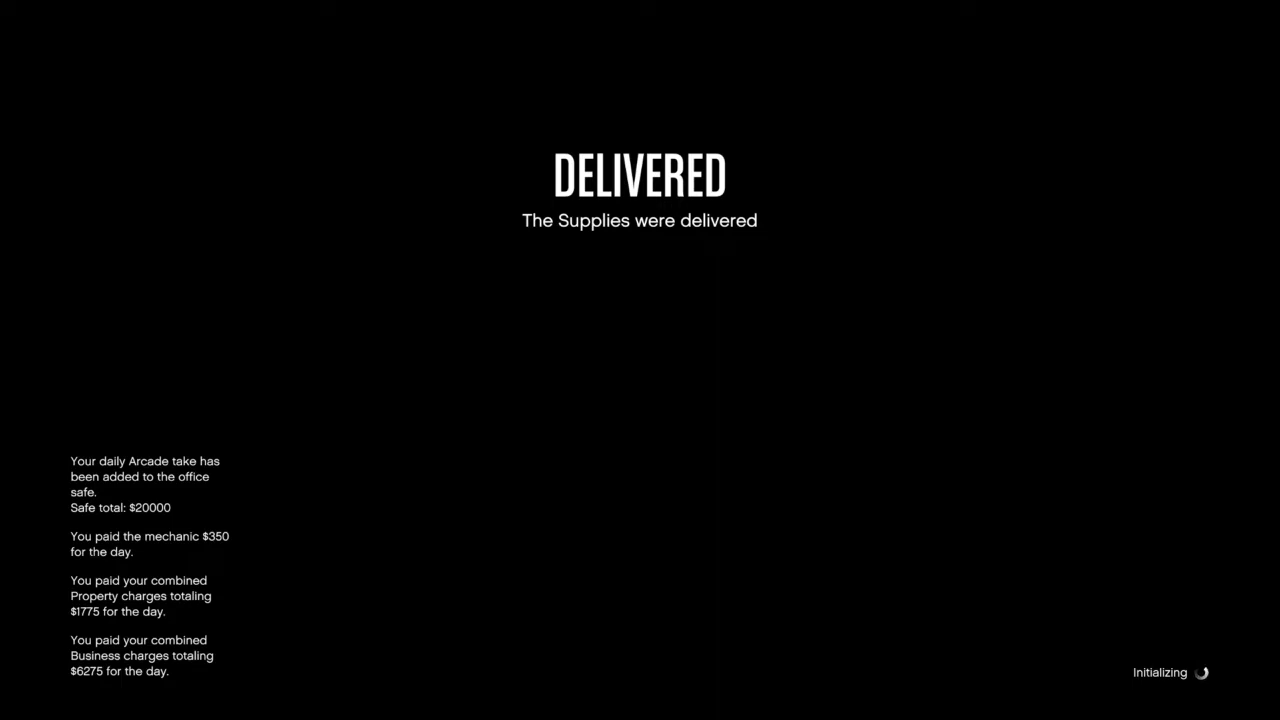 DELIVERED
The Supplies were delivered
Your daily Arcade take has
been added to the office
safe.
Safe total: $20000
You paid the mechanic $350
for the day.
You paid your combined
Property charges totaling
$1775 for the day.
You paid your combined
Business charges totaling
$6275 for the day.
Initializing